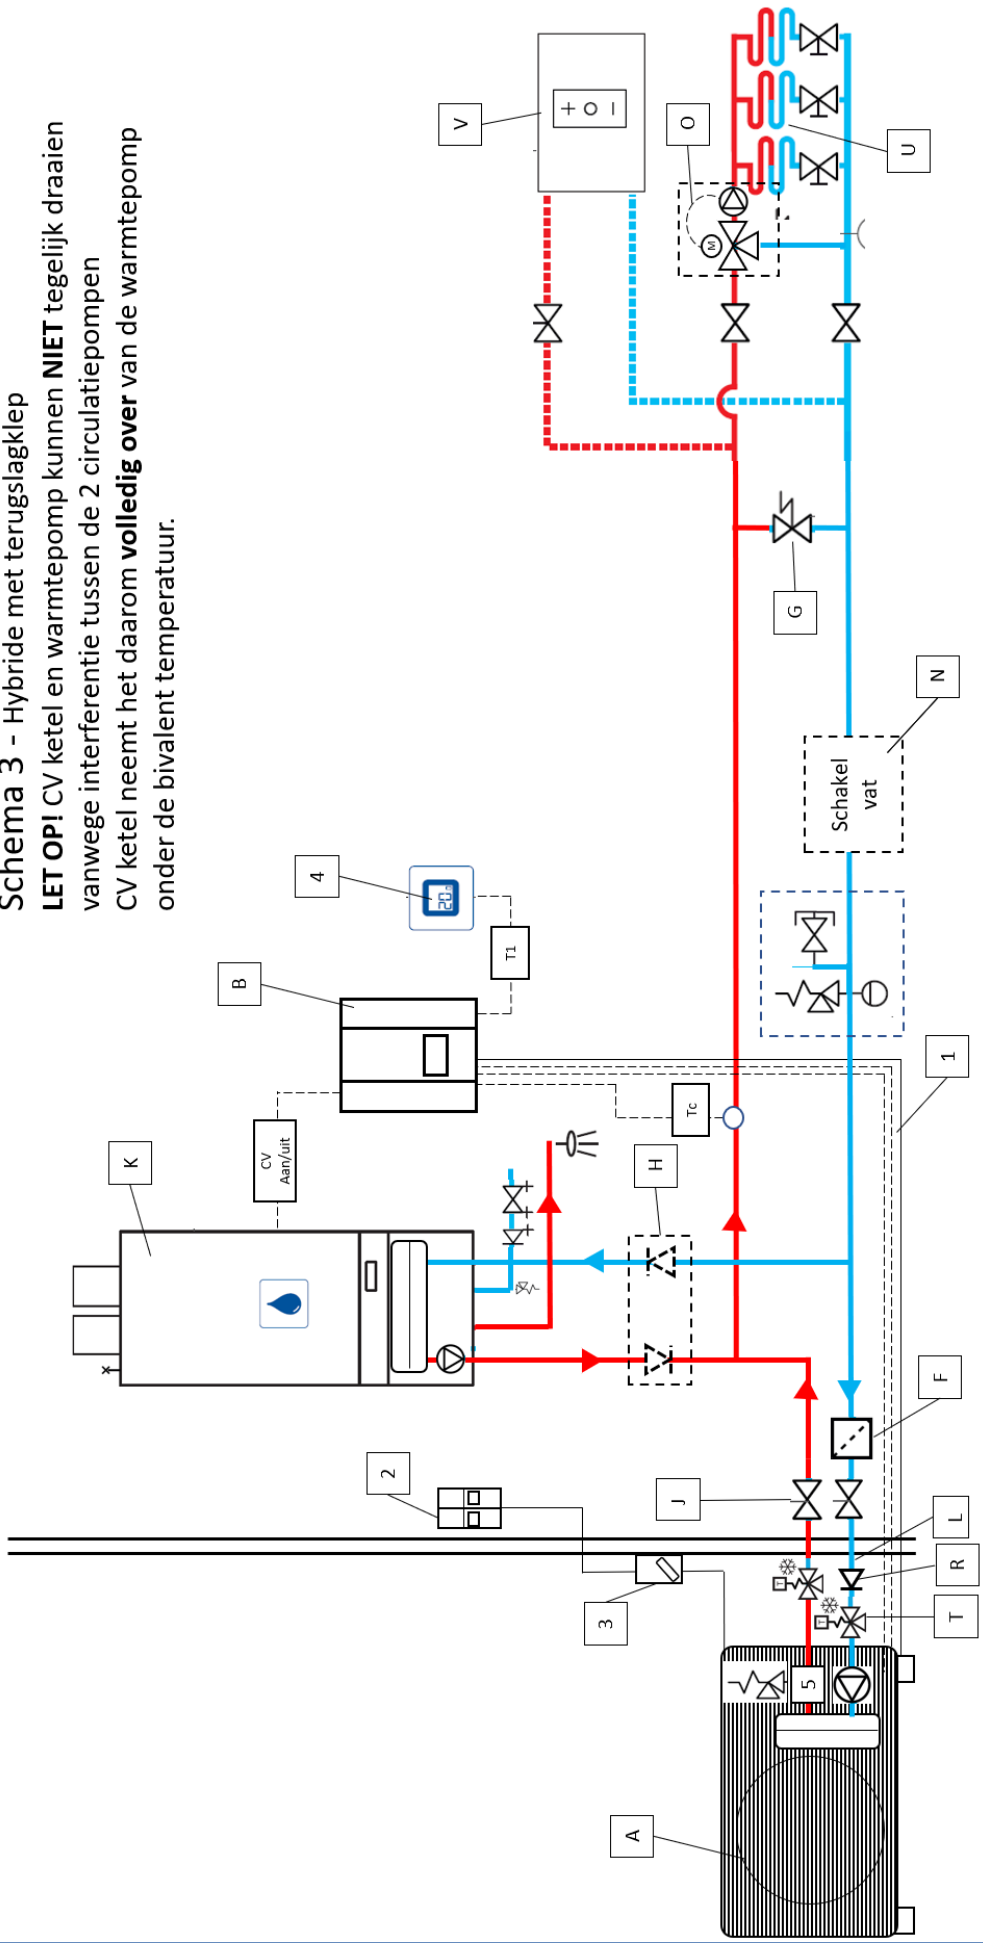 Schema 3 - Hybride met terugslagklep
LET OP! CV ketel en warmtepomp kunnen NIET tegelijk draaien
vanwege interferentie tussen de 2 circulatiepompen
CV ketel neemt het daarom volledig over van de warmtepomp
onder de bivalent temperatuur.
K
CV
Aan/uit
B
4
20
T1
Tc
H
2
3
J
A
5
T
R
L
F
1
Schakel
vat
N
G
V
+
O
−
O
M
U
T
T